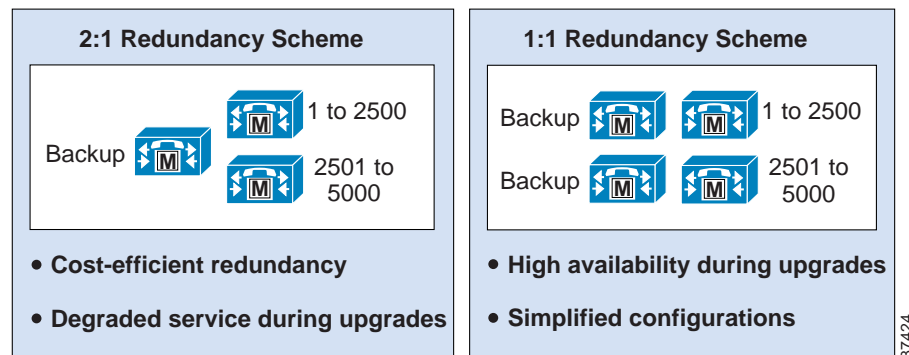 2:1 Redundancy Scheme
Backup
M
M
1 to 2500
M
2501 to
5000
• Cost-efficient redundancy
• Degraded service during upgrades
1:1 Redundancy Scheme
Backup
M
M
1 to 2500
Backup
M
M
2501 to
5000
• High availability during upgrades
• Simplified configurations